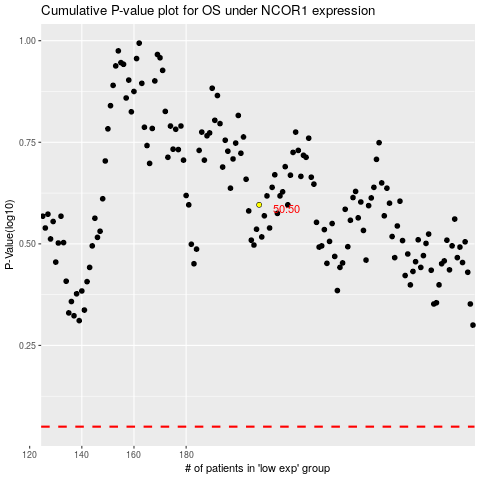 Cumulative P-value plot for OS under NCOR1 expression
P-Value(log10)
1.00
0.75
0.50
0.25
50.50
120 140 160 180
# of patients in 'low exp' group